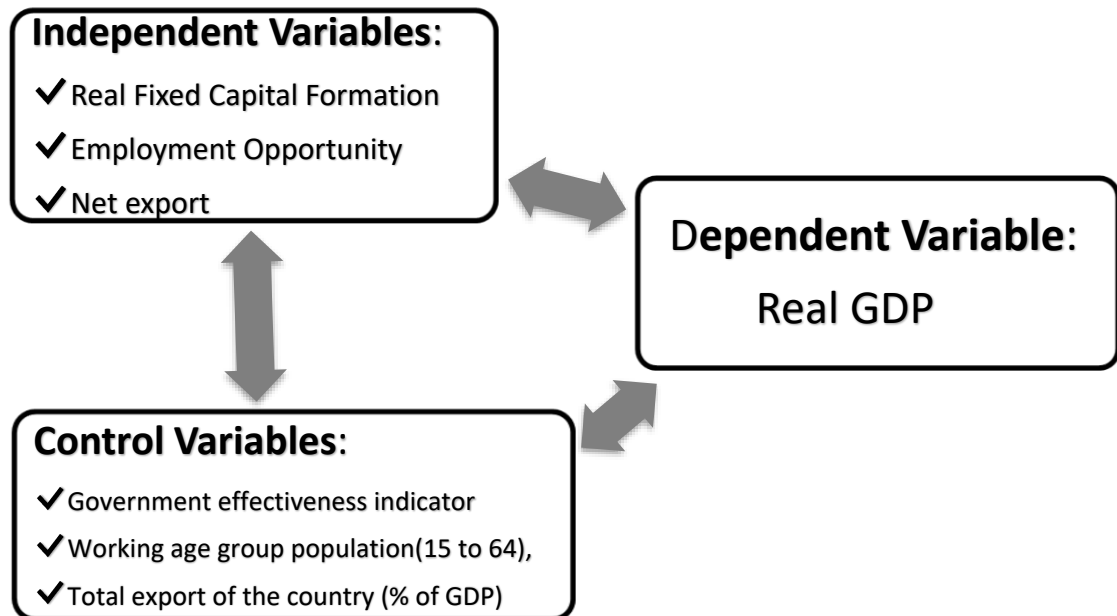 Independent Variables:
✓ Real Fixed Capital Formation
✓ Employment Opportunity
✓ Net export
Dependent Variable:
Real GDP
Control Variables:
✓ Government effectiveness indicator
✓ Working age group population(15 to 64),
✓ Total export of the country (% of GDP)